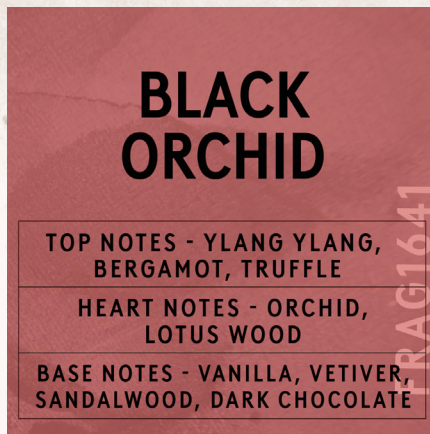 BLACK
ORCHID
TOP NOTES - YLANG YLANG,
BERGAMOT, TRUFFLE
HEART NOTES - ORCHID,
LOTUS WOOD
BASE NOTES - VANILLA, VETIVER,
SANDALWOOD, DARK CHOCOLATE
FRAG1641